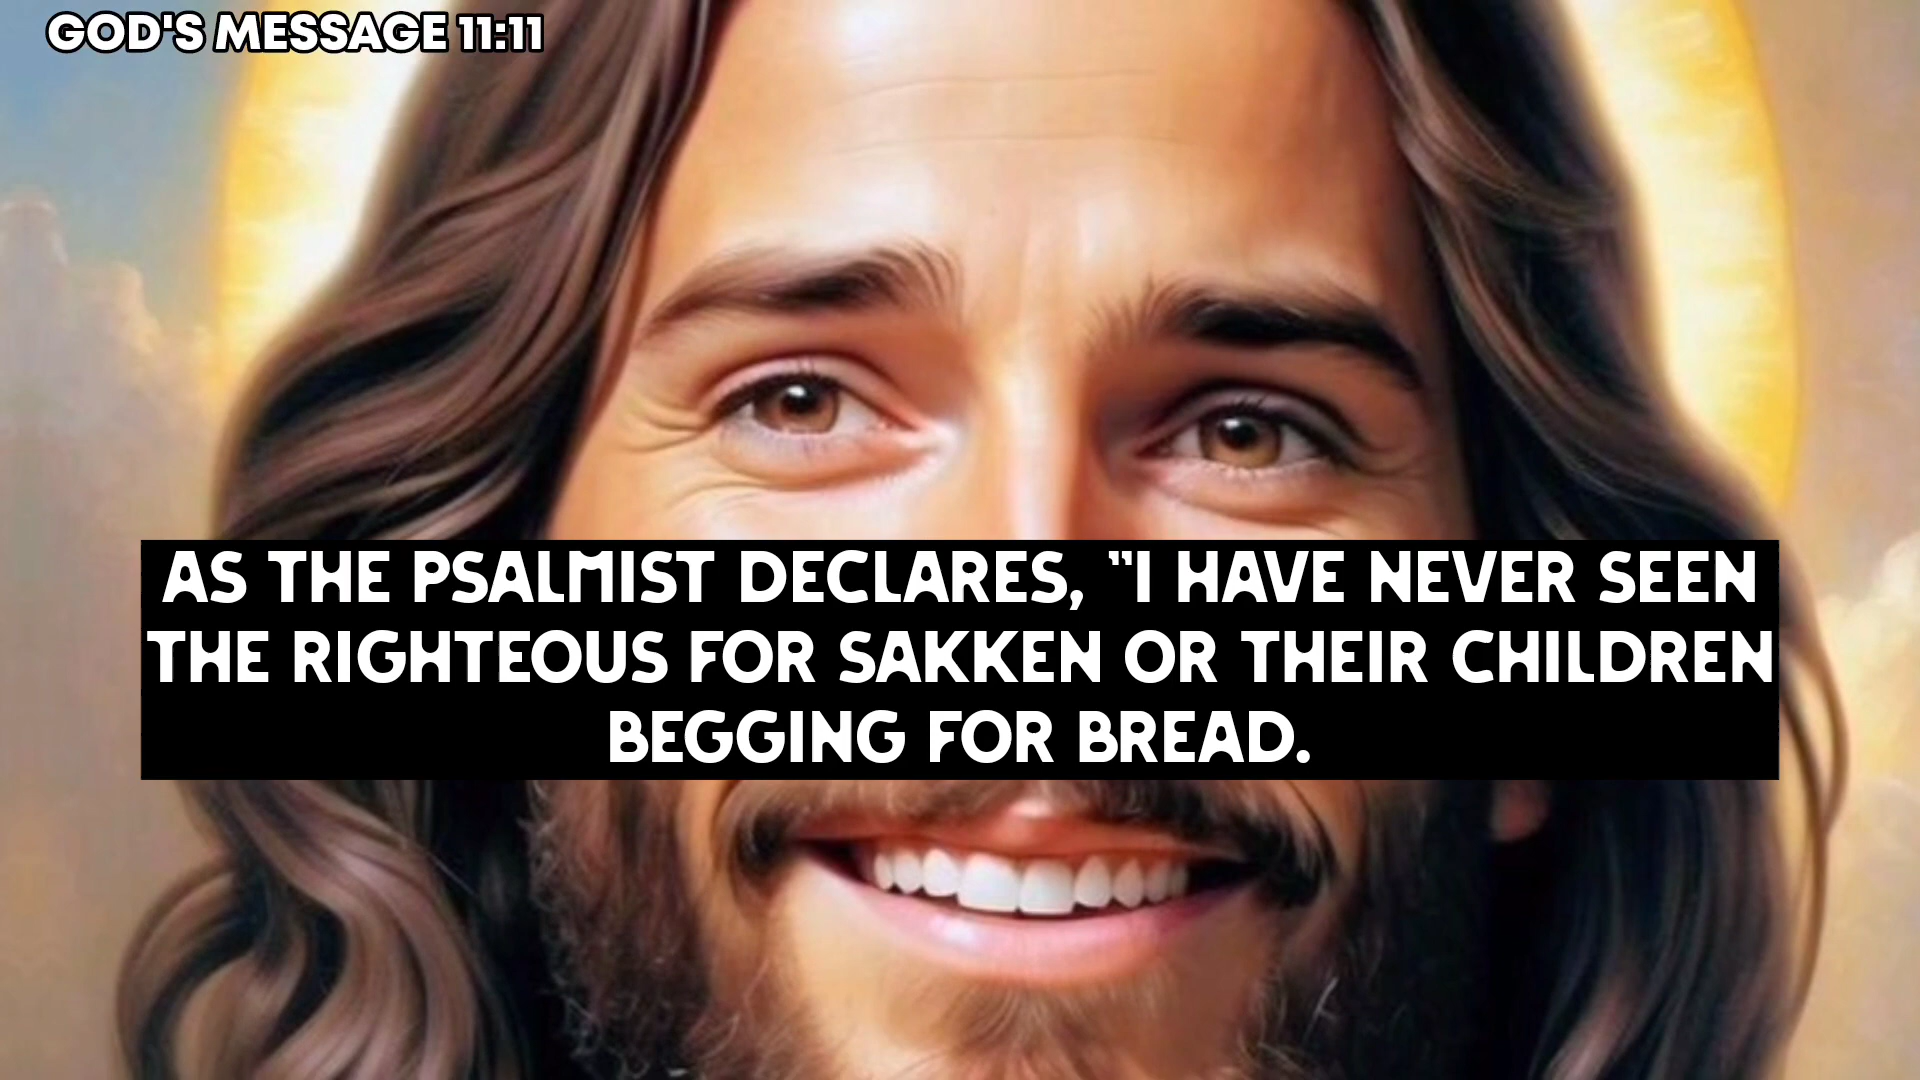 GOD'S MESSAGE 11:11
AS THE PSALMIST DECLARES, "I HAVE NEVER SEEN
THE RIGHTEOUS FOR SAKKEN OR THEIR CHILDREN
BEGGING FOR BREAD.